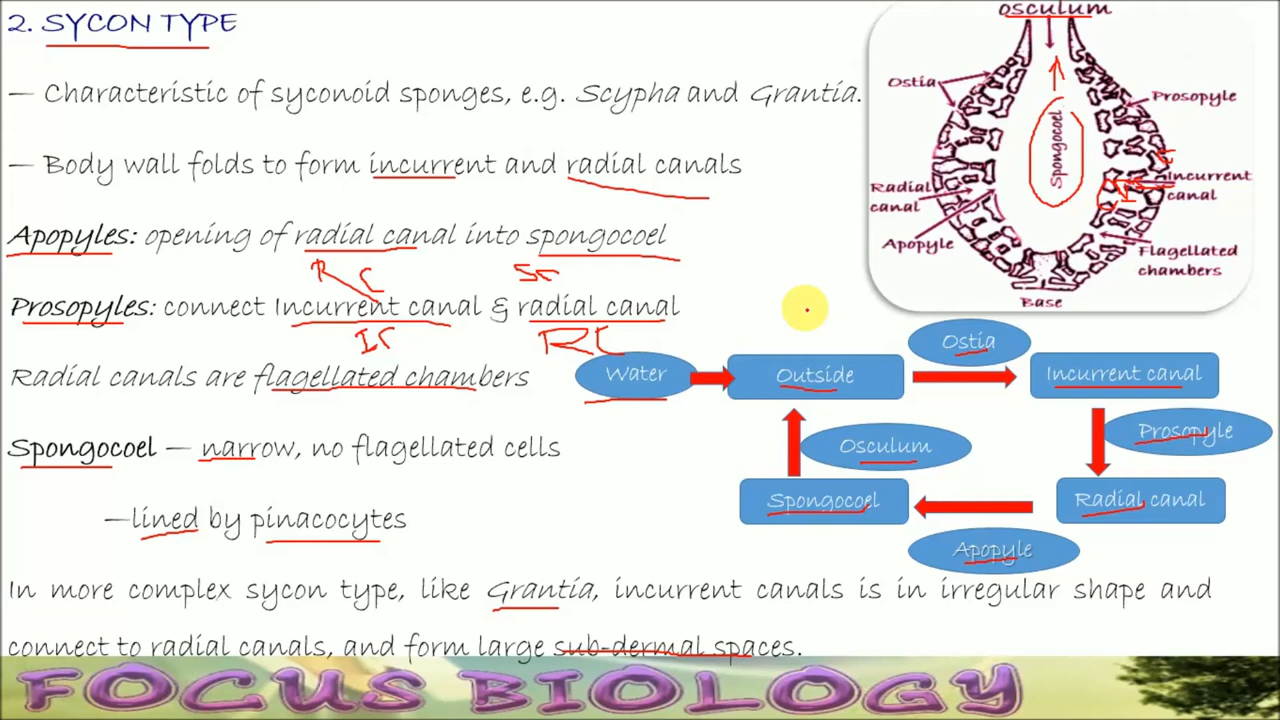 2. SYCON TYPE
— Characteristic of syconoid sponges, e.g. Scypha and Grantia.
— Body wall folds to form incurrent and radial canals
Apopyles: opening of radial canal into spongocoel
RC SC
Prosopyles: connect Incurrent canal & radial canal
IC RC
Radial canals are flagellated chambers
Spongocoel — narrow, no flagellated cells
—lined by pinacocytes
In more complex sycon type, like Grantia, incurrent canals is in irregular shape and
connect to radial canals, and form large sub-dermal spaces.
osculum
Ostia
Prosopyle
Spongocoel
Radial
canal
Incurrent
canal
Apopyle
Flagellated
chambers
Base
Water
Outside
Ostia
Incurrent canal
Prosopyle
Radial canal
Apopyle
Spongocoel
Osculum
FOCUS BIOLOGY